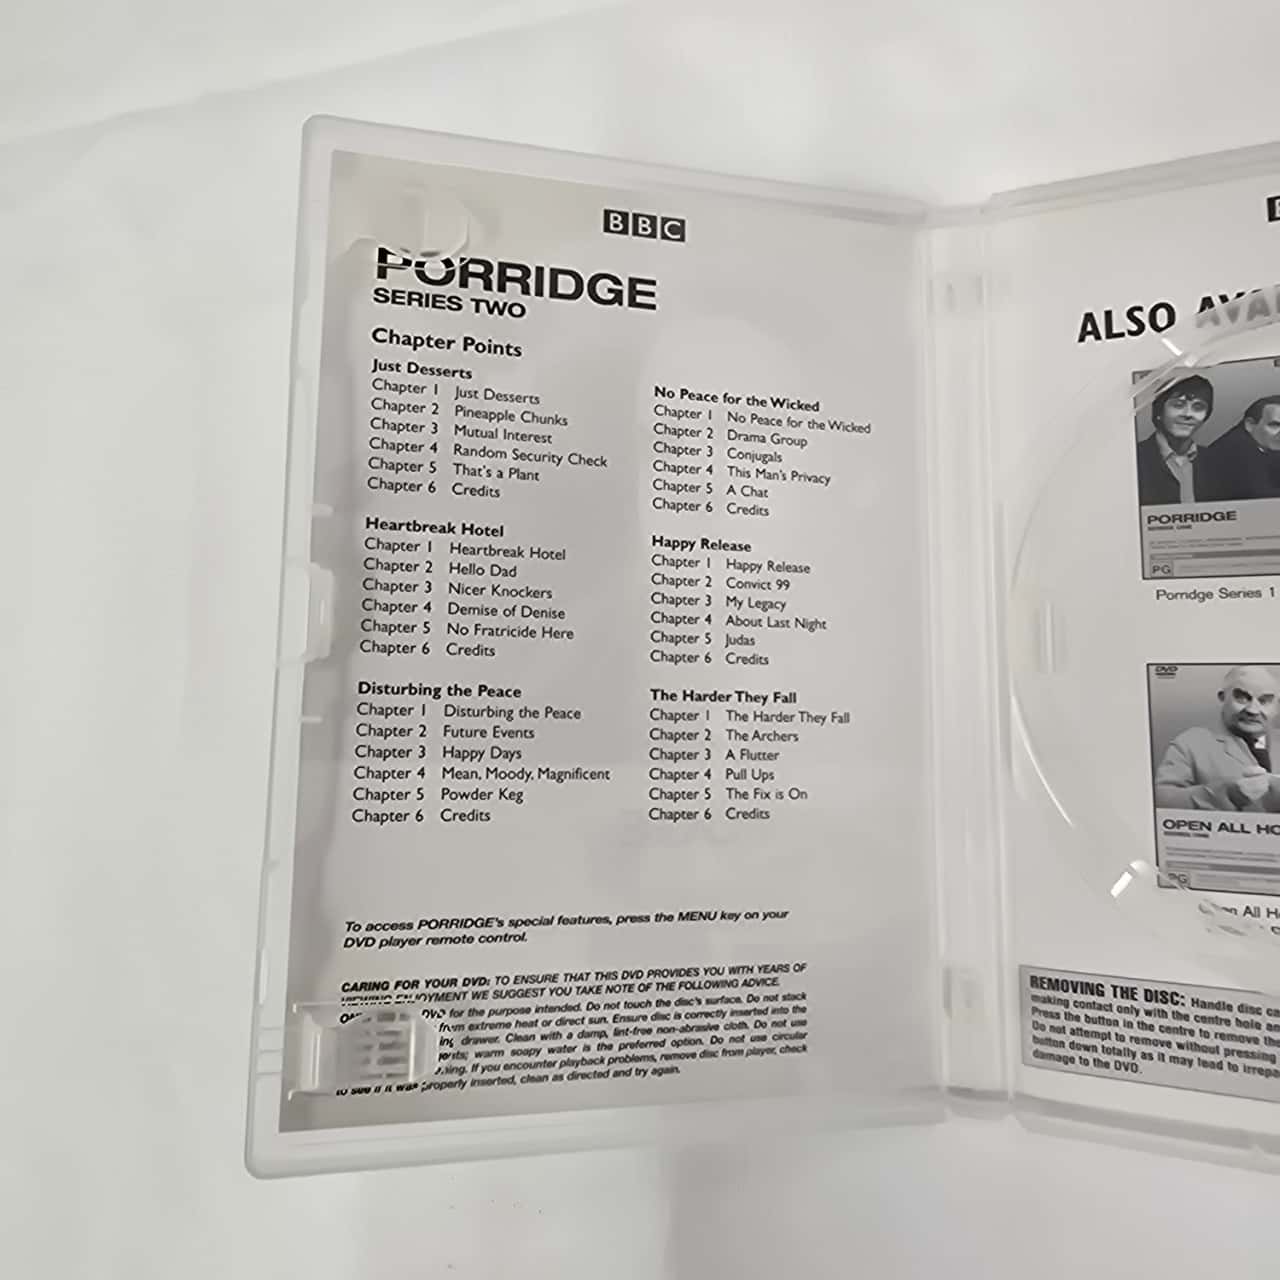 BBC
PORRIDGE
SERIES TWO
Chapter Points
Just Desserts
Chapter 1 Just Desserts
Chapter 2 Pineapple Chunks
Chapter 3 Mutual Interest
Chapter 4 Random Security Check
Chapter 5 That's a Plant
Chapter 6 Credits
Heartbreak Hotel
Chapter 1 Heartbreak Hotel
Chapter 2 Hello Dad
Chapter 3 Nicer Knockers
Chapter 4 Demise of Denise
Chapter 5 No Fratricide Here
Chapter 6 Credits
Disturbing the Peace
Chapter 1 Disturbing the Peace
Chapter 2 Future Events
Chapter 3 Happy Days
Chapter 4 Mean, Moody, Magnificent
Chapter 5 Powder Keg
Chapter 6 Credits
No Peace for the Wicked
Chapter 1 No Peace for the Wicked
Chapter 2 Drama Group
Chapter 3 Conjugals
Chapter 4 This Man's Privacy
Chapter 5 A Chat
Chapter 6 Credits
Happy Release
Chapter 1 Happy Release
Chapter 2 Convict 99
Chapter 3 My Legacy
Chapter 4 About Last Night
Chapter 5 Judas
Chapter 6 Credits
The Harder They Fall
Chapter 1 The Harder They Fall
Chapter 2 The Archers
Chapter 3 A Flutter
Chapter 4 Pull Ups
Chapter 5 The Fix is On
Chapter 6 Credits
To access PORRIDGE's special features, press the MENU key on your
DVD player remote control.
CARING FOR YOUR DVD: TO ENSURE THAT THIS DVD PROVIDES YOU WITH YEARS OF
VIEWING ENJOYMENT WE SUGGEST YOU TAKE NOTE OF THE FOLLOWING ADVICE.
DVD for the purpose intended. Do not touch the disc's surface. Do not stack
from extreme heat or direct sun. Ensure disc is correctly inserted into the
drawer. Clean with a damp, lint-free non-abrasive cloth. Do not use
warm soapy water is the preferred option. Do not use circular
If you encounter playback problems, remove disc from player, check
to see if it was properly inserted, clean as directed and try again.
ALSO
PORRIDGE
SERIES ONE
PG
Porridge Series 1
DVD
OPEN ALL HO
PG
All H
REMOVING THE DISC: Handle disc ca
making contact only with the centre hole a
Press the button in the centre to remove the
Do not attempt to remove without pressing
button down totally as it may lead to irrepa
damage to the DVD.